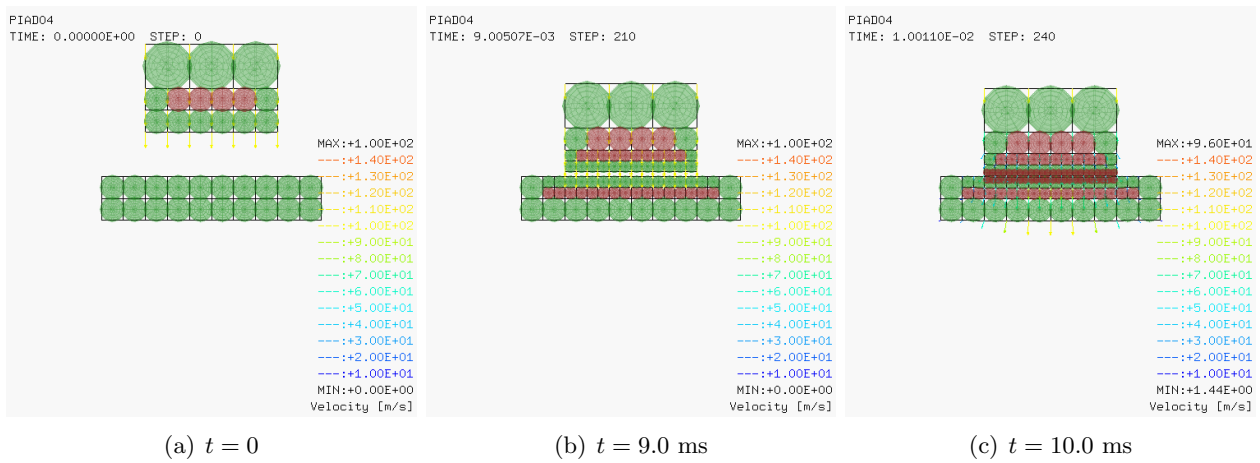 PIAD04
TIME: 0.00000E+00 STEP: 0
MAX:+1.00E+02
---:+1.40E+02
---:+1.30E+02
---:+1.20E+02
---:+1.10E+02
---:+1.00E+02
---:+9.00E+01
---:+8.00E+01
---:+7.00E+01
---:+6.00E+01
---:+5.00E+01
---:+4.00E+01
---:+3.00E+01
---:+2.00E+01
---:+1.00E+01
MIN:+0.00E+00
Velocity [m/s]
(a) t = 0
PIAD04
TIME: 9.00507E-03 STEP: 210
MAX:+1.00E+02
---:+1.40E+02
---:+1.30E+02
---:+1.20E+02
---:+1.10E+02
---:+1.00E+02
---:+9.00E+01
---:+8.00E+01
---:+7.00E+01
---:+6.00E+01
---:+5.00E+01
---:+4.00E+01
---:+3.00E+01
---:+2.00E+01
---:+1.00E+01
MIN:+0.00E+00
Velocity [m/s]
(b) t = 9.0 ms
PIAD04
TIME: 1.00110E-02 STEP: 240
MAX:+9.60E+01
---:+1.40E+02
---:+1.30E+02
---:+1.20E+02
---:+1.10E+02
---:+1.00E+02
---:+9.00E+01
---:+8.00E+01
---:+7.00E+01
---:+6.00E+01
---:+5.00E+01
---:+4.00E+01
---:+3.00E+01
---:+2.00E+01
---:+1.00E+01
MIN:+1.44E+00
Velocity [m/s]
(c) t = 10.0 ms